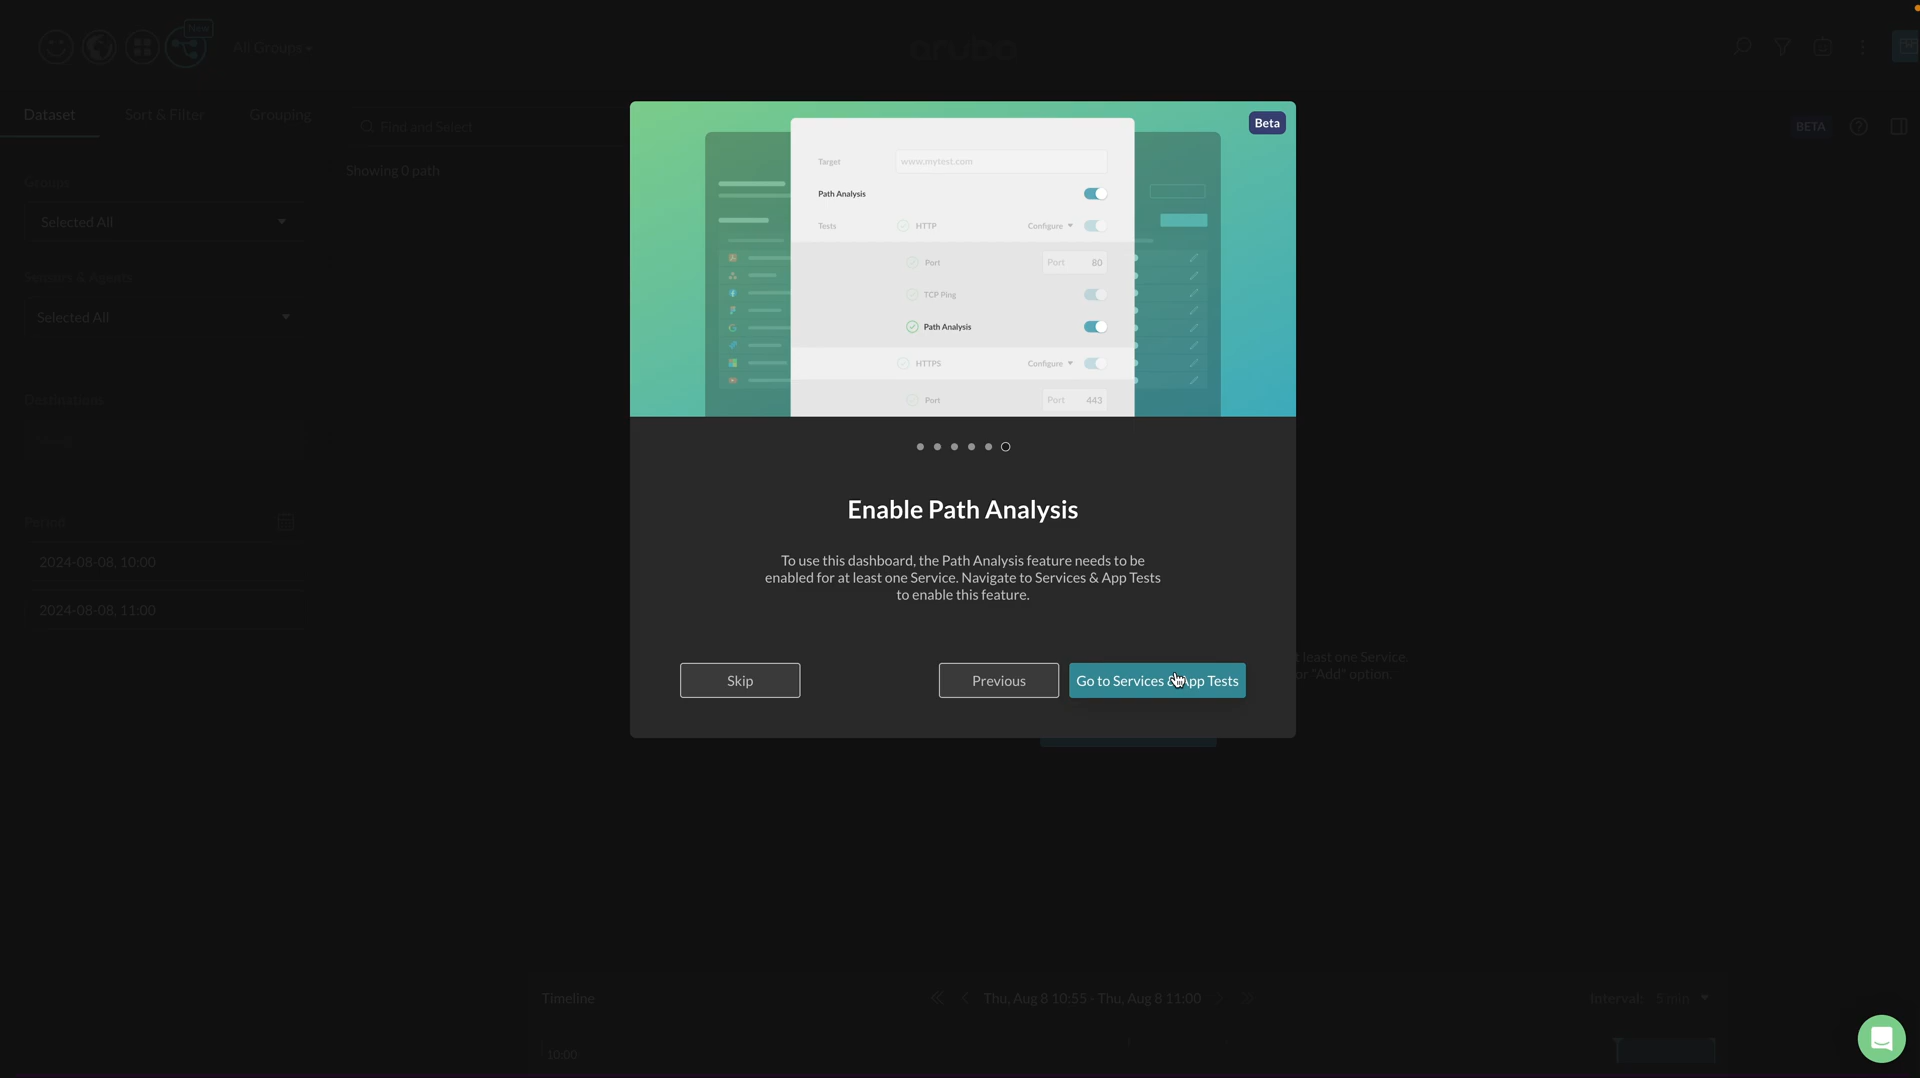 New
All Groups
aruba
Dataset
Sort & Filter
Grouping
Find and Select
BETA
Showing 0 path
Groups
Selected All
Sensors & Agents
Selected All
Destinations
Period
2024-08-08, 10:00
2024-08-08, 11:00
Beta
Target
www.mytest.com
Path Analysis
Tests
HTTP
Configure
Port
Port 80
TCP Ping
Path Analysis
HTTPS
Configure
Port
Port 443
Enable Path Analysis
To use this dashboard, the Path Analysis feature needs to be
enabled for at least one Service. Navigate to Services & App Tests
to enable this feature.
Skip
Previous
Go to Services & App Tests
least one Service.
or "Add" option.
Timeline
Thu, Aug 8 10:55 - Thu, Aug 8 11:00
Interval: 5 min
10:00